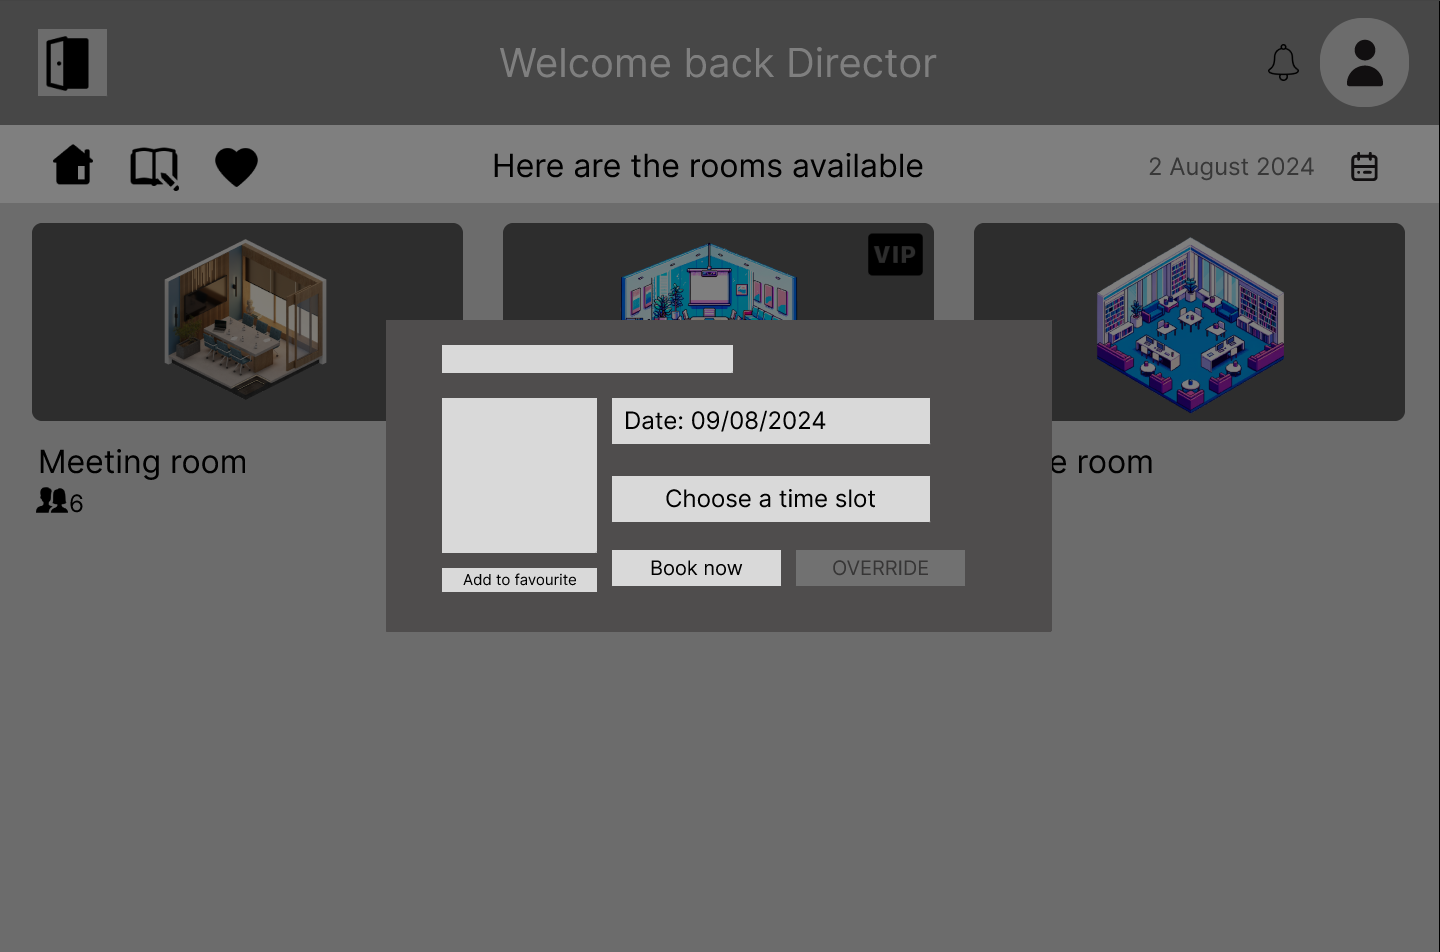 Welcome back Director
Here are the rooms available
2 August 2024
VIP
Date: 09/08/2024
Choose a time slot
Book now
OVERRIDE
Add to favourite
Meeting room
6
e room